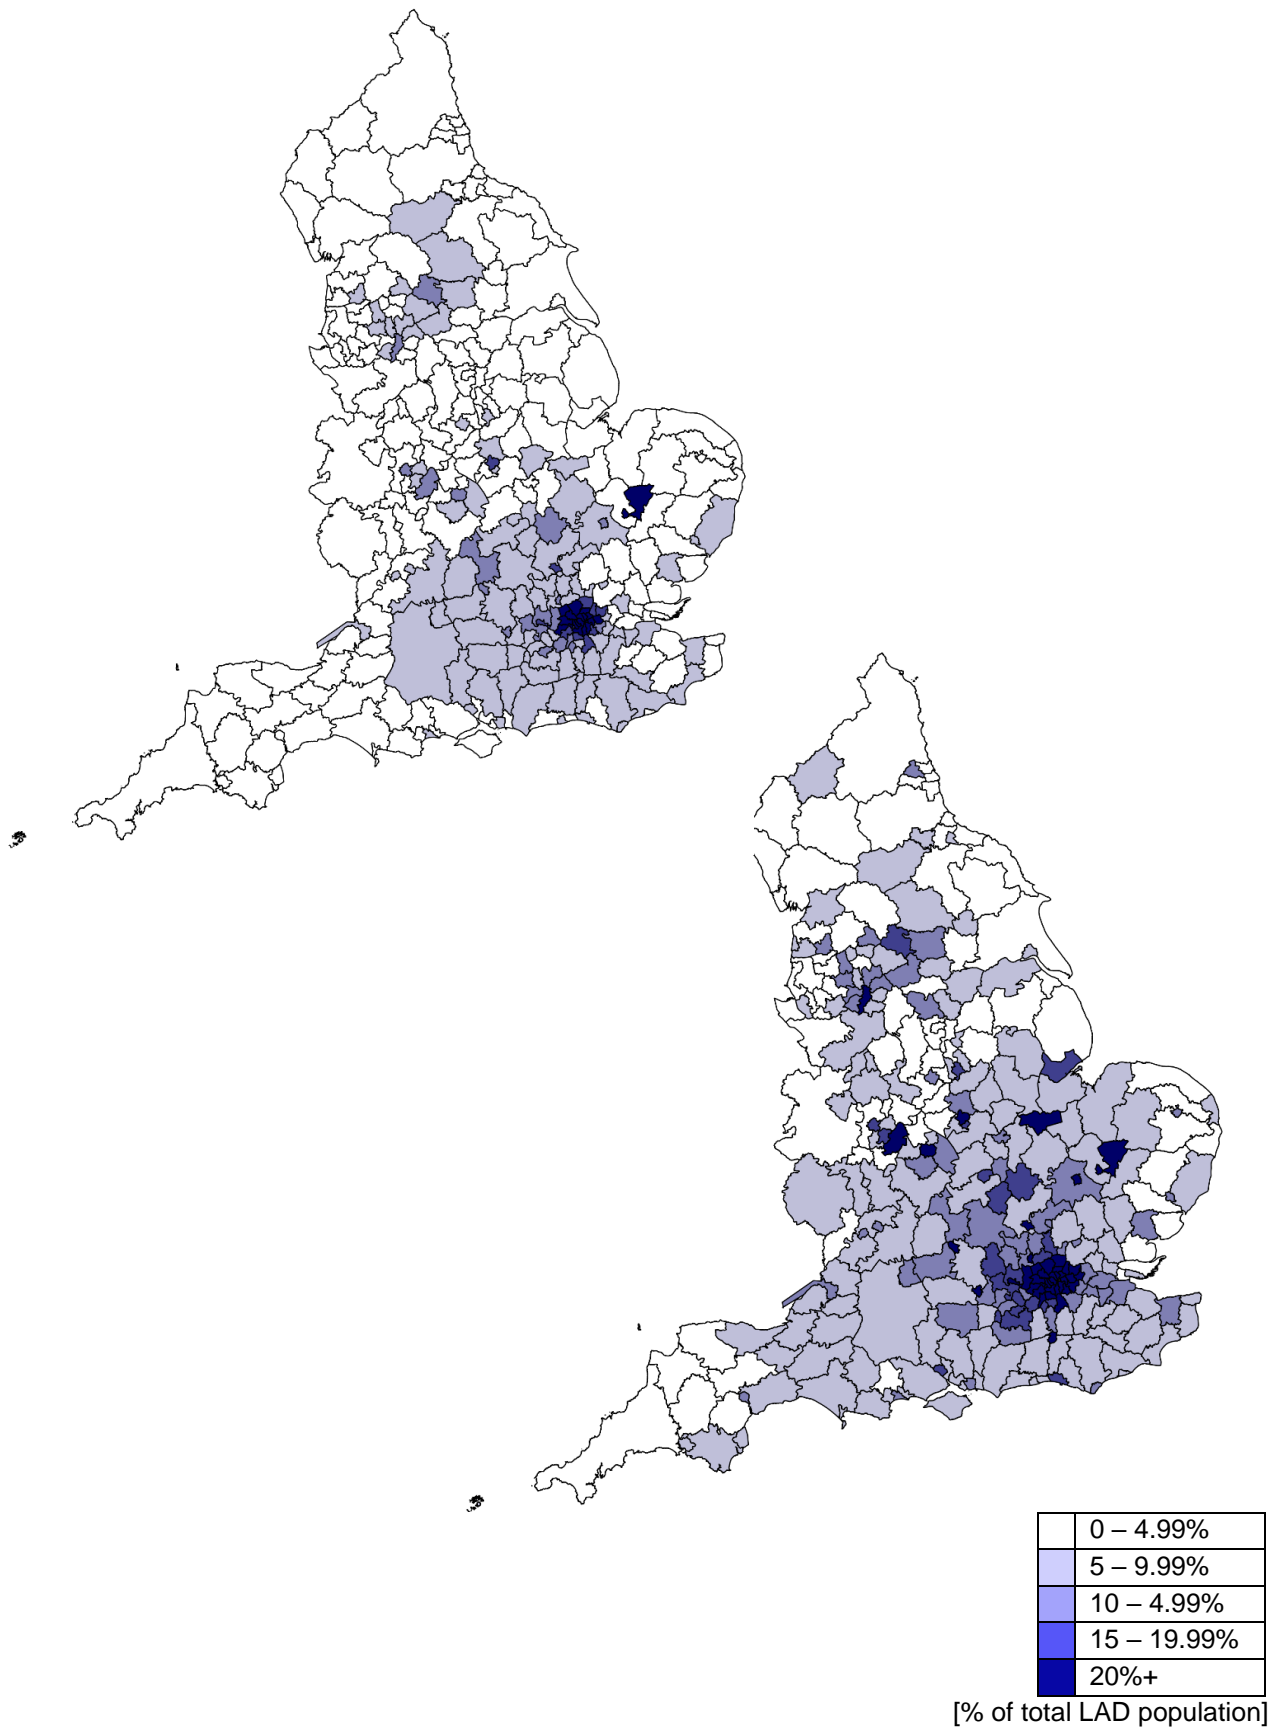 0 – 4.99%
5 – 9.99%
10 – 4.99%
15 – 19.99%
20%+
[% of total LAD population]